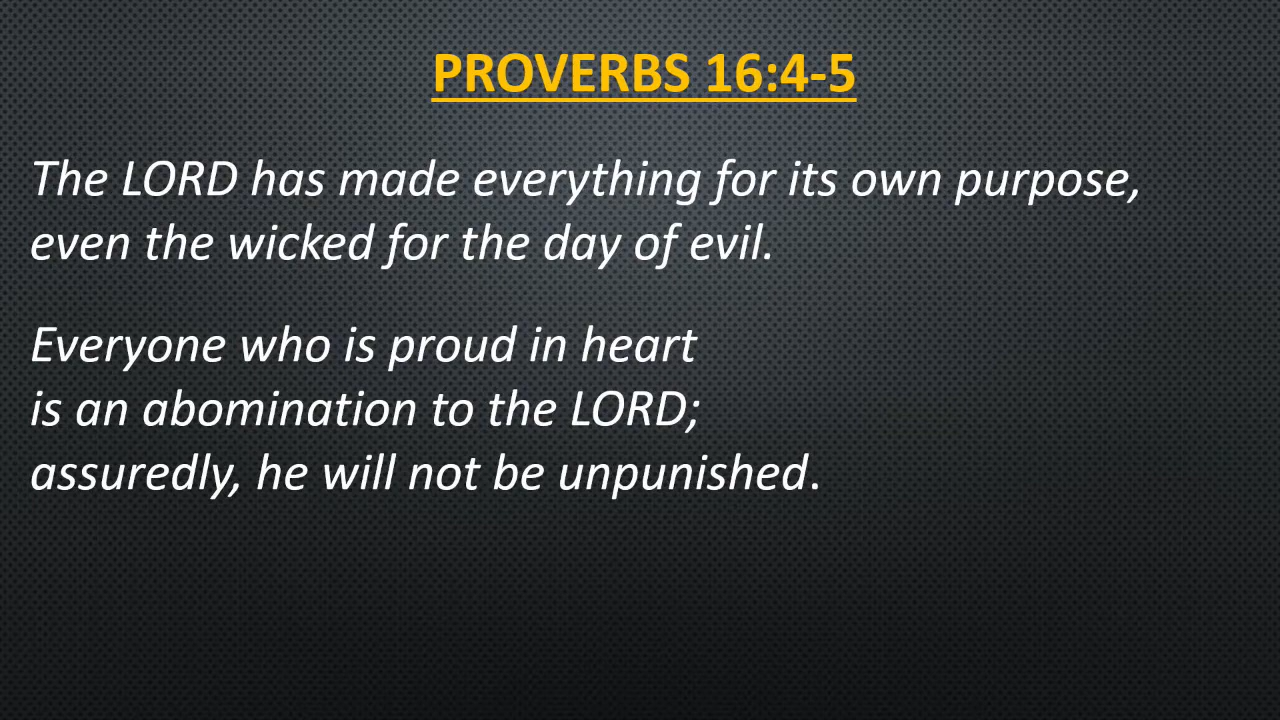 PROVERBS 16:4-5
The LORD has made everything for its own purpose,
even the wicked for the day of evil.
Everyone who is proud in heart
is an abomination to the LORD;
assuredly, he will not be unpunished.